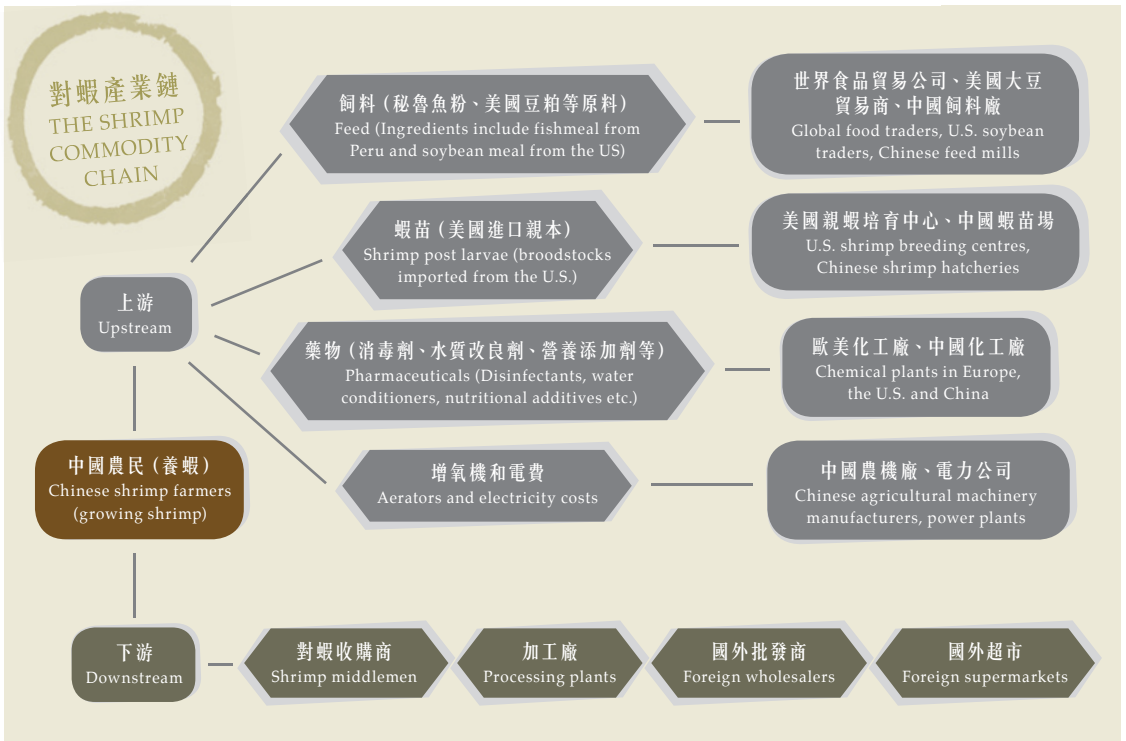 對蝦產業鏈
THE SHRIMP
COMMODITY
CHAIN
飼料 (秘魯魚粉、美國豆粕等原料)
Feed (Ingredients include fishmeal from
Peru and soybean meal from the US)
世界食品貿易公司、美國大豆
貿易商、中國飼料廠
Global food traders, U.S. soybean
traders, Chinese feed mills
蝦苗 (美國進口親本)
Shrimp post larvae (broodstocks
imported from the U.S.)
美國親蝦培育中心、中國蝦苗場
U.S. shrimp breeding centres,
Chinese shrimp hatcheries
上游
Upstream
藥物 (消毒劑、水質改良劑、營養添加劑等)
Pharmaceuticals (Disinfectants, water
conditioners, nutritional additives etc.)
歐美化工廠、中國化工廠
Chemical plants in Europe,
the U.S. and China
中國農民 (養蝦)
Chinese shrimp farmers
(growing shrimp)
增氧機和電費
Aerators and electricity costs
中國農機廠、電力公司
Chinese agricultural machinery
manufacturers, power plants
下游
Downstream
對蝦收購商
Shrimp middlemen
加工廠
Processing plants
國外批發商
Foreign wholesalers
國外超市
Foreign supermarkets